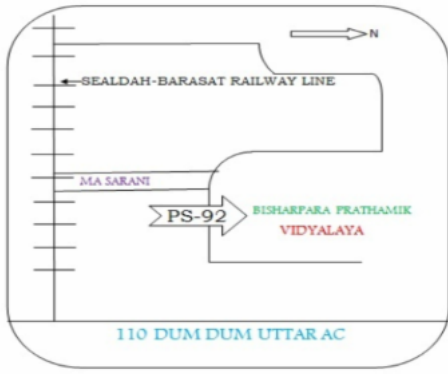 N
SEALDAH-BARASAT RAILWAY LINE
MA SARANI
PS-92
BISHARPARA PRATHAMIK
VIDYALAYA
110 DUM DUM UTTAR AC